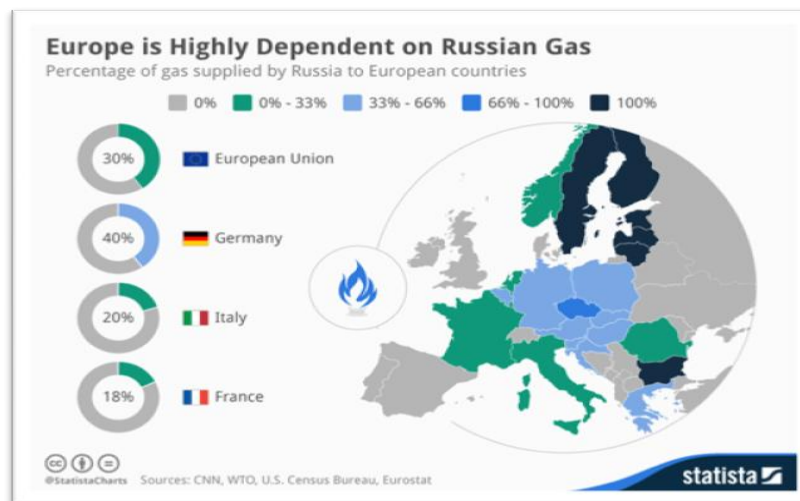 Europe is Highly Dependent on Russian Gas
Percentage of gas supplied by Russia to European countries
0% 0% - 33% 33% - 66% 66% - 100% 100%
30% European Union
40% Germany
20% Italy
18% France
@StatistaCharts Sources: CNN, WTO, U.S. Census Bureau, Eurostat
statista